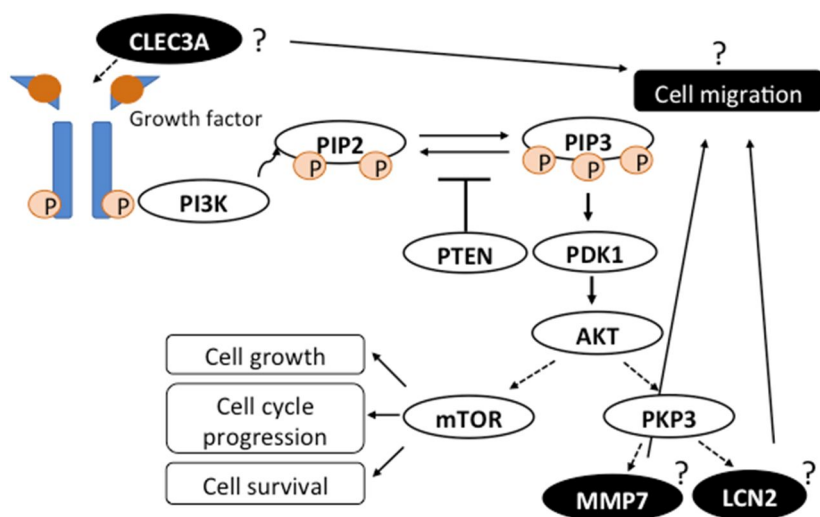 CLEC3A
?
?
Cell migration
Growth factor
PIP2
PIP3
P
P
P
P
P
P
P
PI3K
PTEN
PDK1
AKT
Cell growth
Cell cycle
progression
mTOR
PKP3
Cell survival
MMP7
?
LCN2
?